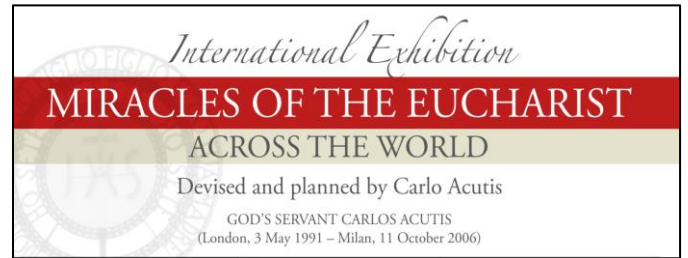 International Exhibition
MIRACLES OF THE EUCHARIST
ACROSS THE WORLD
Devised and planned by Carlo Acutis
GOD'S SERVANT CARLOS ACUTIS
(London, 3 May 1991 – Milan, 11 October 2006)